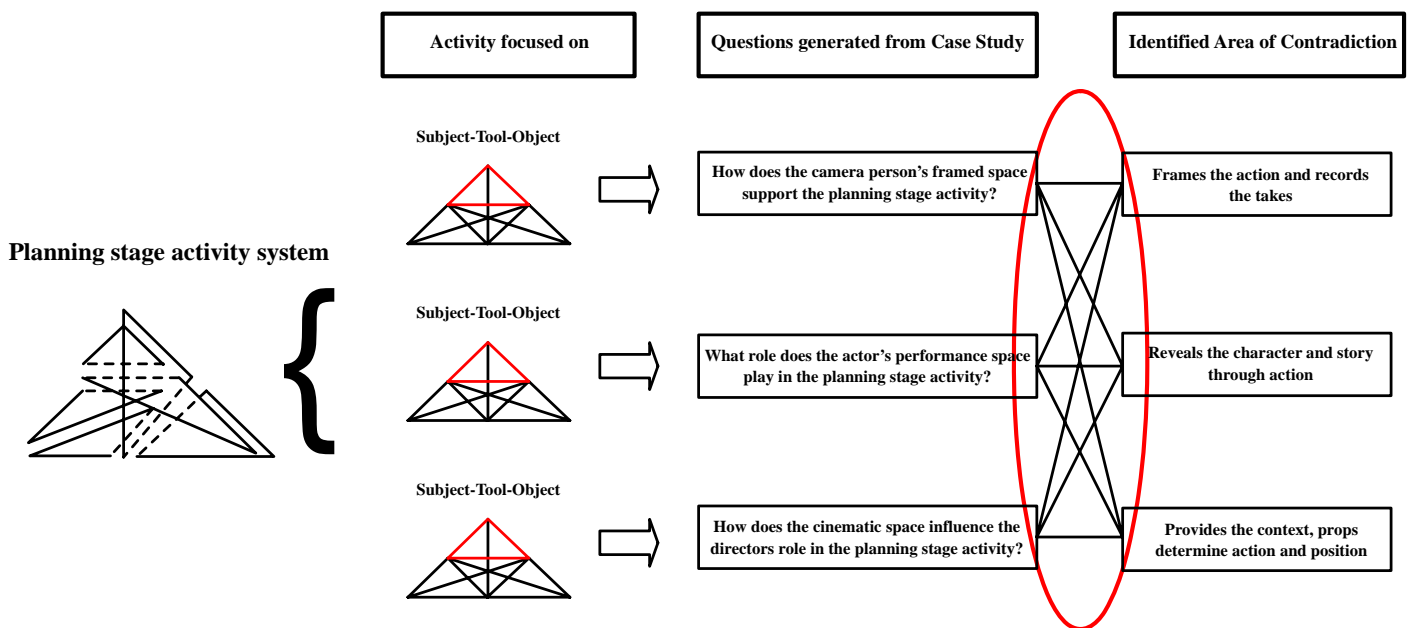 Activity focused on
Questions generated from Case Study
Identified Area of Contradiction
Planning stage activity system
Subject-Tool-Object
How does the camera person's framed space
support the planning stage activity?
Frames the action and records
the takes
Subject-Tool-Object
What role does the actor's performance space
play in the planning stage activity?
Reveals the character and story
through action
Subject-Tool-Object
How does the cinematic space influence the
directors role in the planning stage activity?
Provides the context, props
determine action and position